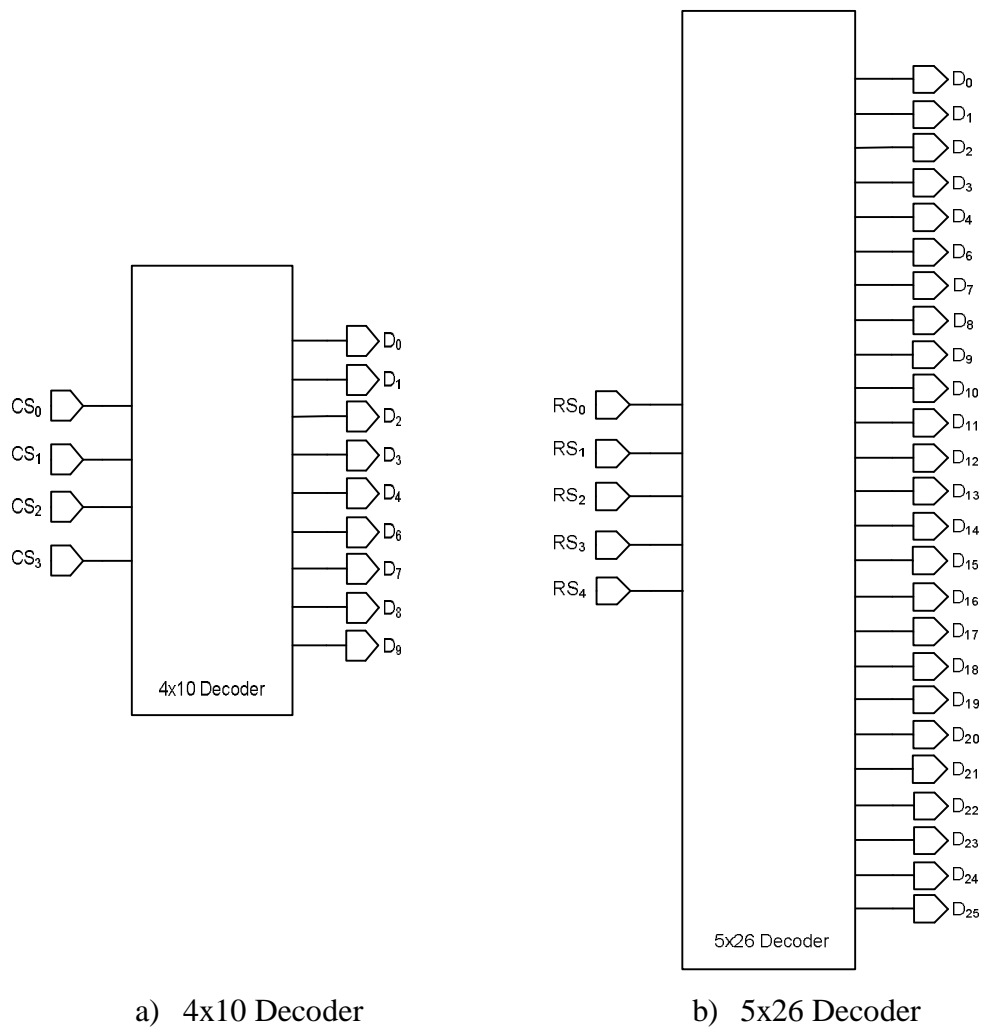 CS₀
CS₁
CS₂
CS₃
D₀
D₁
D₂
D₃
D₄
D₆
D₇
D₈
D₉
4x10 Decoder
RS₀
RS₁
RS₂
RS₃
RS₄
D₀
D₁
D₂
D₃
D₄
D₆
D₇
D₈
D₉
D₁₀
D₁₁
D₁₂
D₁₃
D₁₄
D₁₅
D₁₆
D₁₇
D₁₈
D₁₉
D₂₀
D₂₁
D₂₂
D₂₃
D₂₄
D₂₅
5x26 Decoder
a) 4x10 Decoder
b) 5x26 Decoder